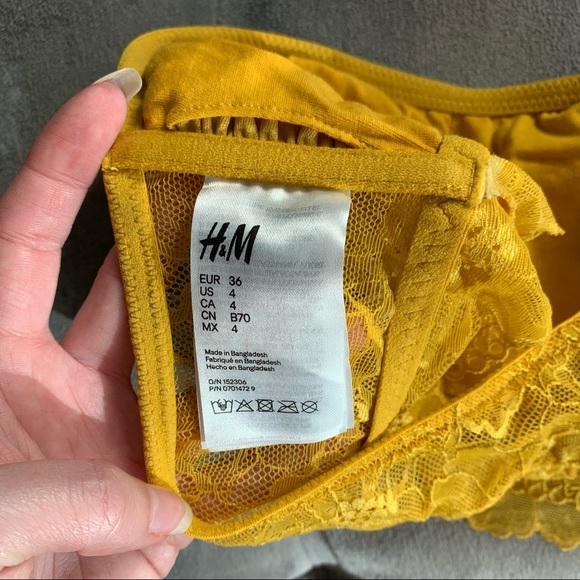 H&M
EUR 36
US 4
CA 4
CN B70
MX 4
Made in Bangladesh
Fabriqué en Bangladesh
Hecho en Bangladesh
O/N 152306
P/N 0701472 9